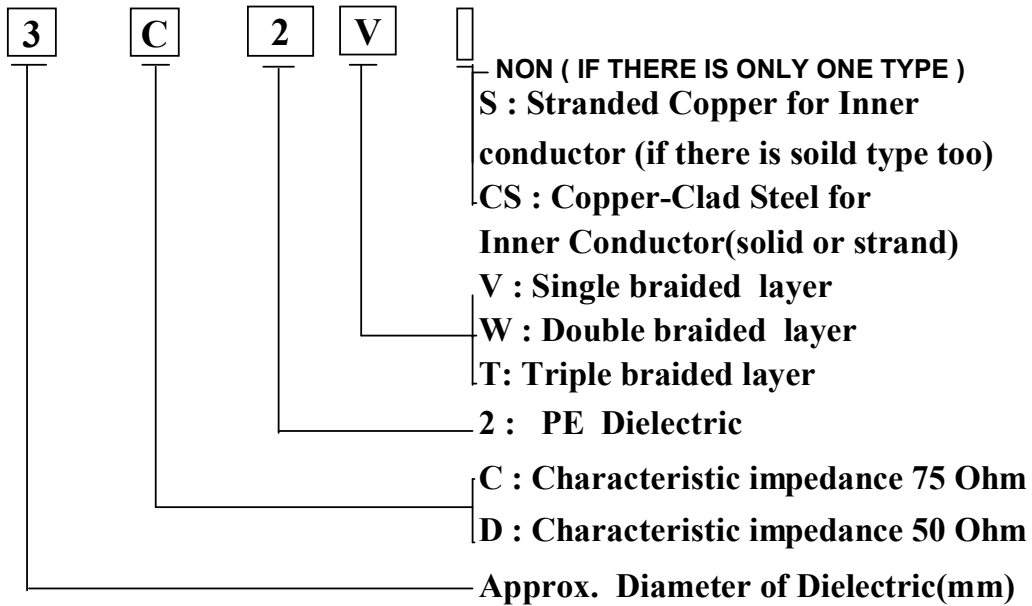 3 C 2 V
NON ( IF THERE IS ONLY ONE TYPE )
S : Stranded Copper for Inner
conductor (if there is soild type too)
CS : Copper-Clad Steel for
Inner Conductor(solid or strand)
V : Single braided layer
W : Double braided layer
T: Triple braided layer
2 : PE Dielectric
C : Characteristic impedance 75 Ohm
D : Characteristic impedance 50 Ohm
Approx. Diameter of Dielectric(mm)